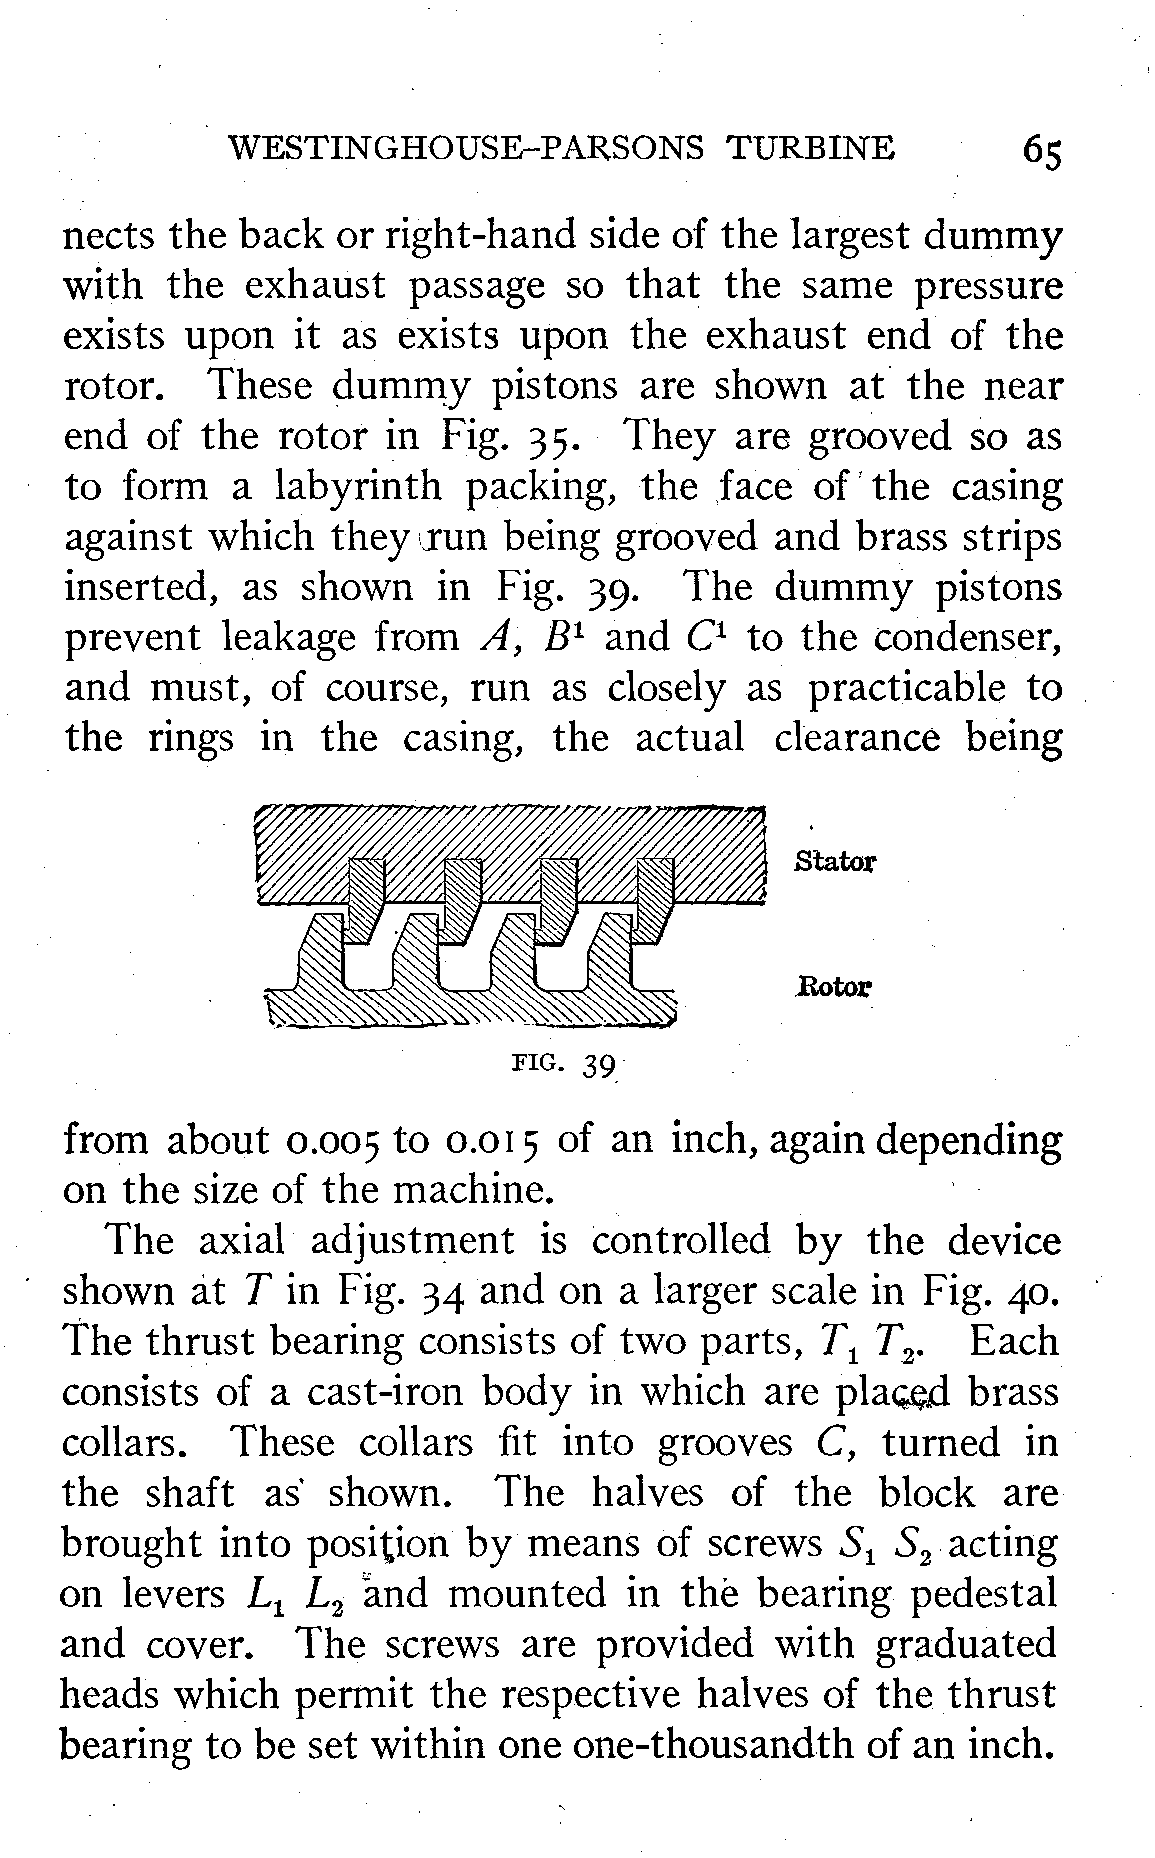 WESTINGHOUSE–PARSONS TURBINE 65
nects the back or right-hand side of the largest dummy
with the exhaust passage so that the same pressure
exists upon it as exists upon the exhaust end of the
rotor. These dummy pistons are shown at the near
end of the rotor in Fig. 35. They are grooved so as
to form a labyrinth packing, the face of the casing
against which they run being grooved and brass strips
inserted, as shown in Fig. 39. The dummy pistons
prevent leakage from A, B¹ and C¹ to the condenser,
and must, of course, run as closely as practicable to
the rings in the casing, the actual clearance being
Stator
Rotor
FIG. 39
from about 0.005 to 0.015 of an inch, again depending
on the size of the machine.
The axial adjustment is controlled by the device
shown at T in Fig. 34 and on a larger scale in Fig. 40.
The thrust bearing consists of two parts, T₁ T₂. Each
consists of a cast-iron body in which are placed brass
collars. These collars fit into grooves C, turned in
the shaft as shown. The halves of the block are
brought into position by means of screws S₁ S₂ acting
on levers L₁ L₂ and mounted in the bearing pedestal
and cover. The screws are provided with graduated
heads which permit the respective halves of the thrust
bearing to be set within one one-thousandth of an inch.